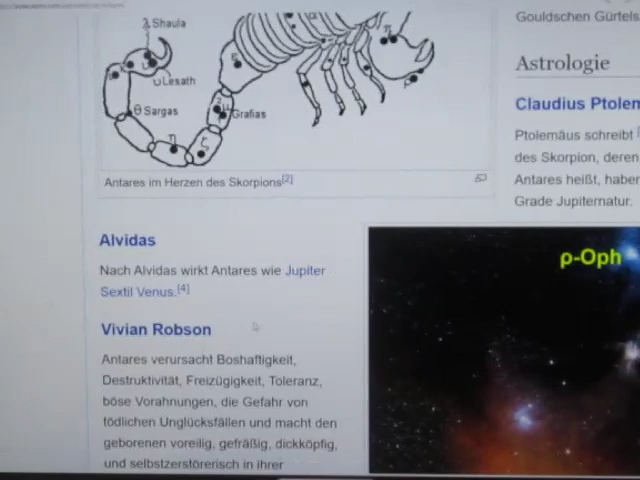 λ Shaula
υ Lesath
θ Sargas
Grafias
η
ζ
ε
μ
π
ρ
Antares im Herzen des Skorpions[2]
Alvidas
Nach Alvidas wirkt Antares wie Jupiter
Sextil Venus.[4]
Vivian Robson
Antares verursacht Boshaftigkeit,
Destruktivität, Freizügigkeit, Toleranz,
böse Vorahnungen, die Gefahr von
tödlichen Unglücksfällen und macht den
geborenen voreilig, gefräßig, dickköpfig,
und selbstzerstörerisch in ihrer
Gouldschen Gürtels
Astrologie
Claudius Ptolem
Ptolemäus schreibt
des Skorpion, deren
Antares heißt, haber
Grade Jupiternatur.
ρ-Oph